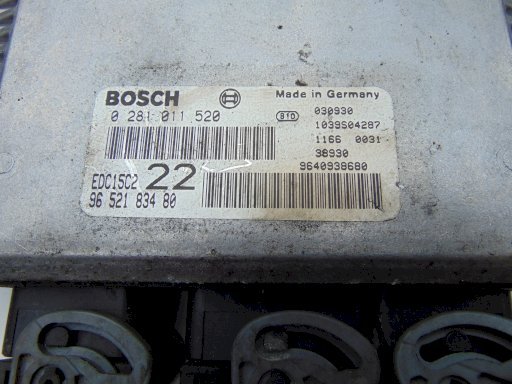 BOSCH
0 281 011 520
EDC15C2 22
96 521 834 80
Made in Germany
B10 030930
1039S04287
1166 0031
38930
9640938680